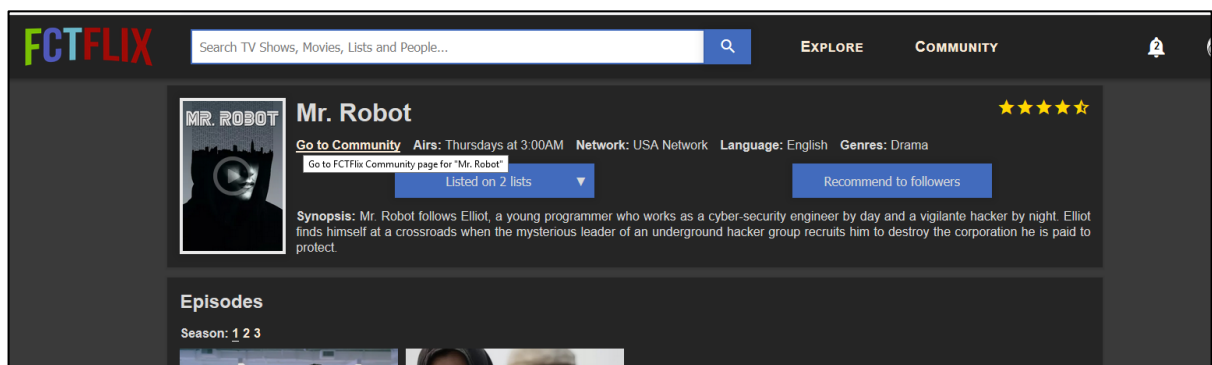 FCTFLIX
Search TV Shows, Movies, Lists and People...
EXPLORE
COMMUNITY
2
MR. ROBOT
Mr. Robot
Go to Community Airs: Thursdays at 3:00AM Network: USA Network Language: English Genres: Drama
Go to FCTFlix Community page for "Mr. Robot"
Listed on 2 lists ▼
Recommend to followers
Synopsis: Mr. Robot follows Elliot, a young programmer who works as a cyber-security engineer by day and a vigilante hacker by night. Elliot
finds himself at a crossroads when the mysterious leader of an underground hacker group recruits him to destroy the corporation he is paid to
protect.
Episodes
Season: 1 2 3